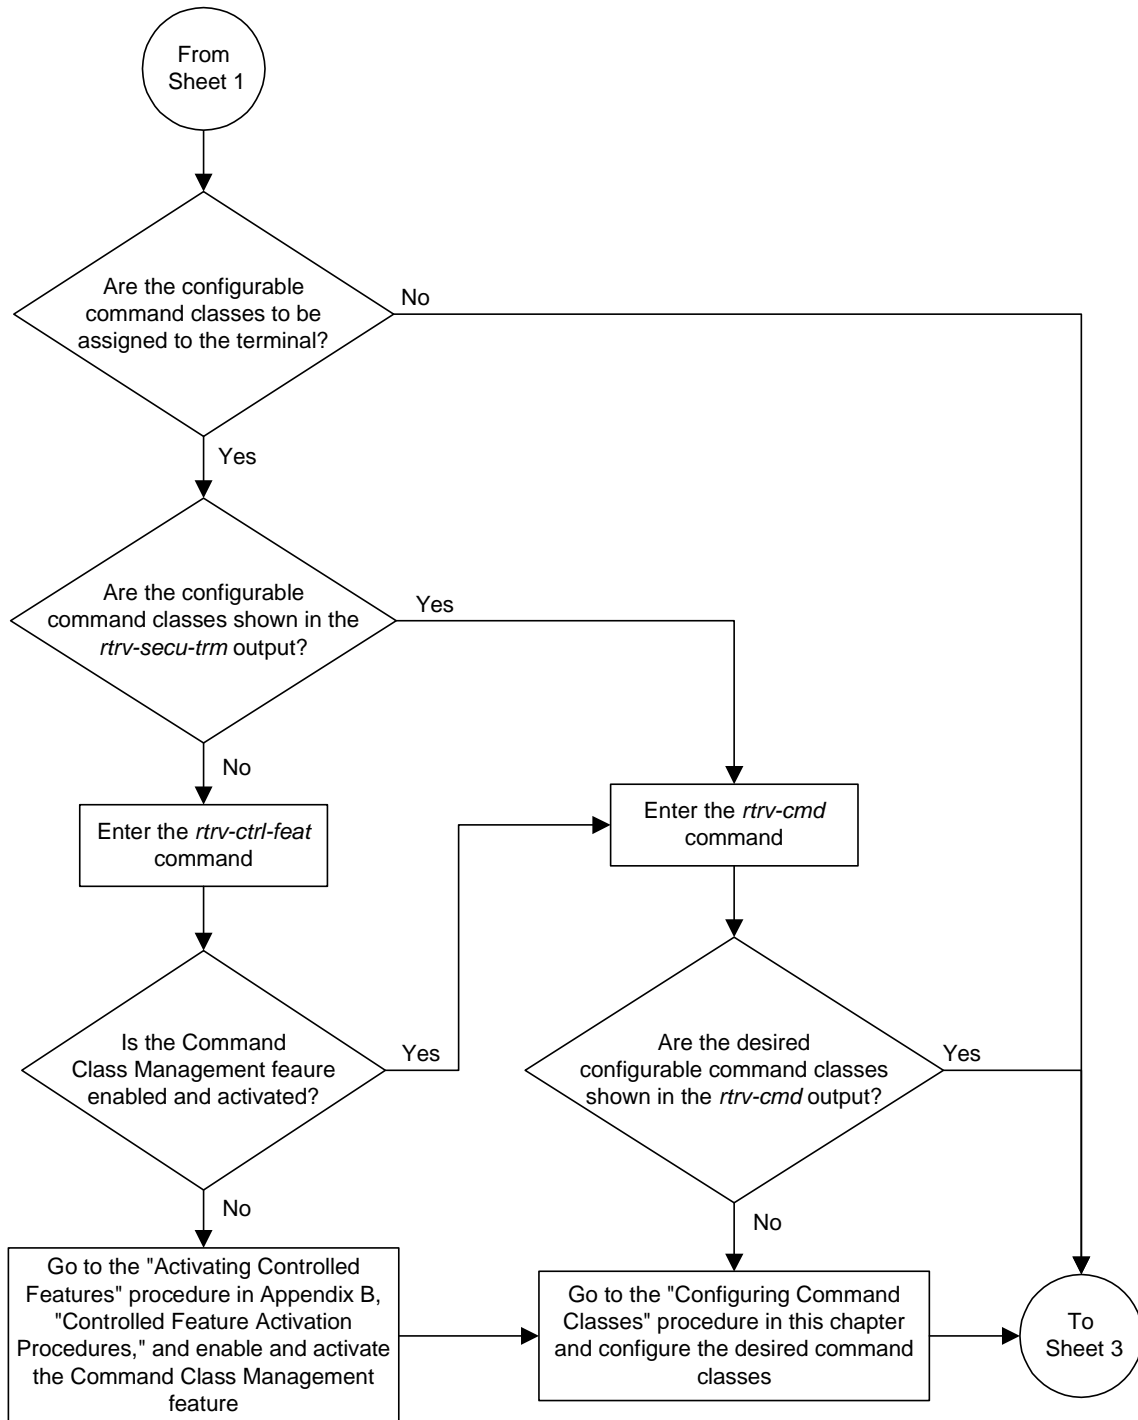 From
Sheet 1
Are the configurable
command classes to be
assigned to the terminal?
No
Yes
Are the configurable
command classes shown in the
rtrv-secu-trm output?
Yes
No
Enter the rtrv-ctrl-feat
command
Enter the rtrv-cmd
command
Is the Command
Class Management feaure
enabled and activated?
Yes
No
Are the desired
configurable command classes
shown in the rtrv-cmd output?
Yes
No
Go to the "Activating Controlled
Features" procedure in Appendix B,
"Controlled Feature Activation
Procedures," and enable and activate
the Command Class Management
feature
Go to the "Configuring Command
Classes" procedure in this chapter
and configure the desired command
classes
To
Sheet 3